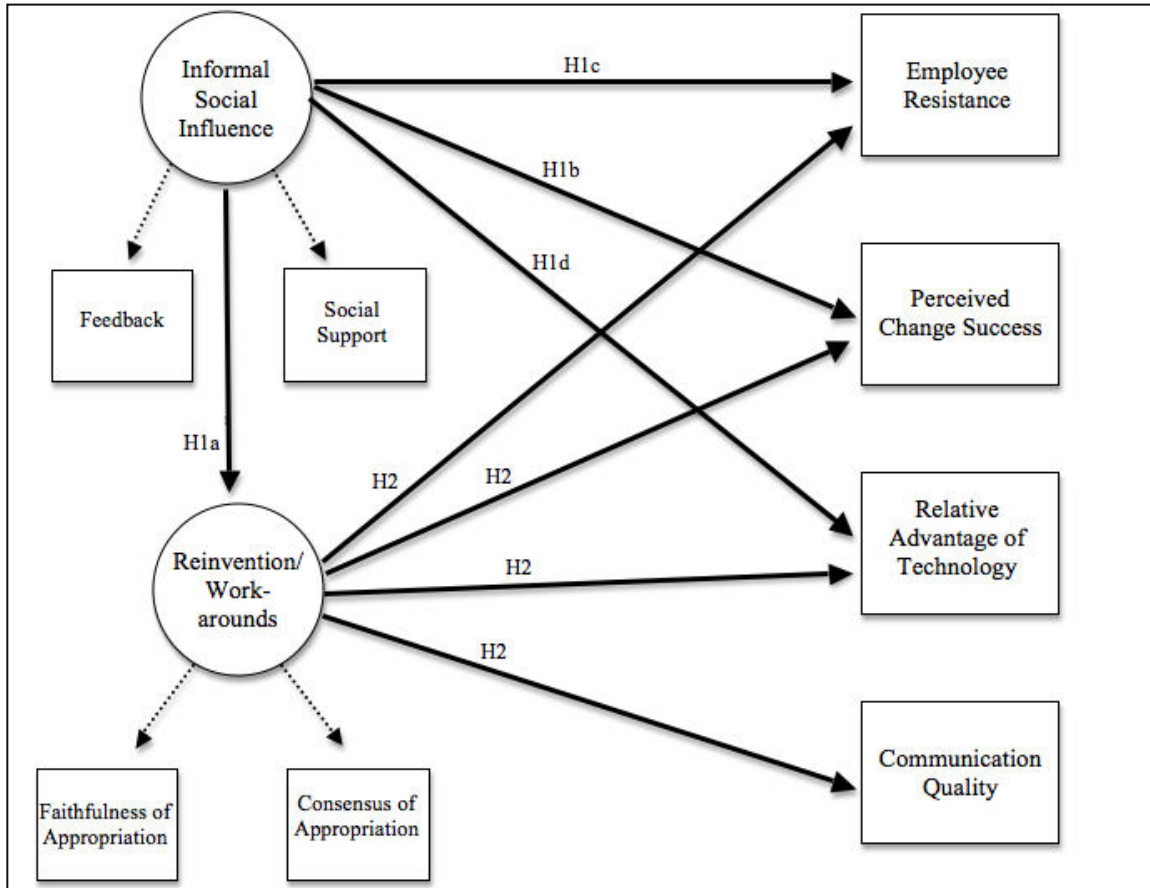 Informal
Social
Influence
H1c
Employee
Resistance
H1b
H1d
Feedback
Social
Support
Perceived
Change Success
H1a
H2
H2
Reinvention/
Work-
arounds
H2
Relative
Advantage of
Technology
H2
Faithfulness of
Appropriation
Consensus of
Appropriation
Communication
Quality